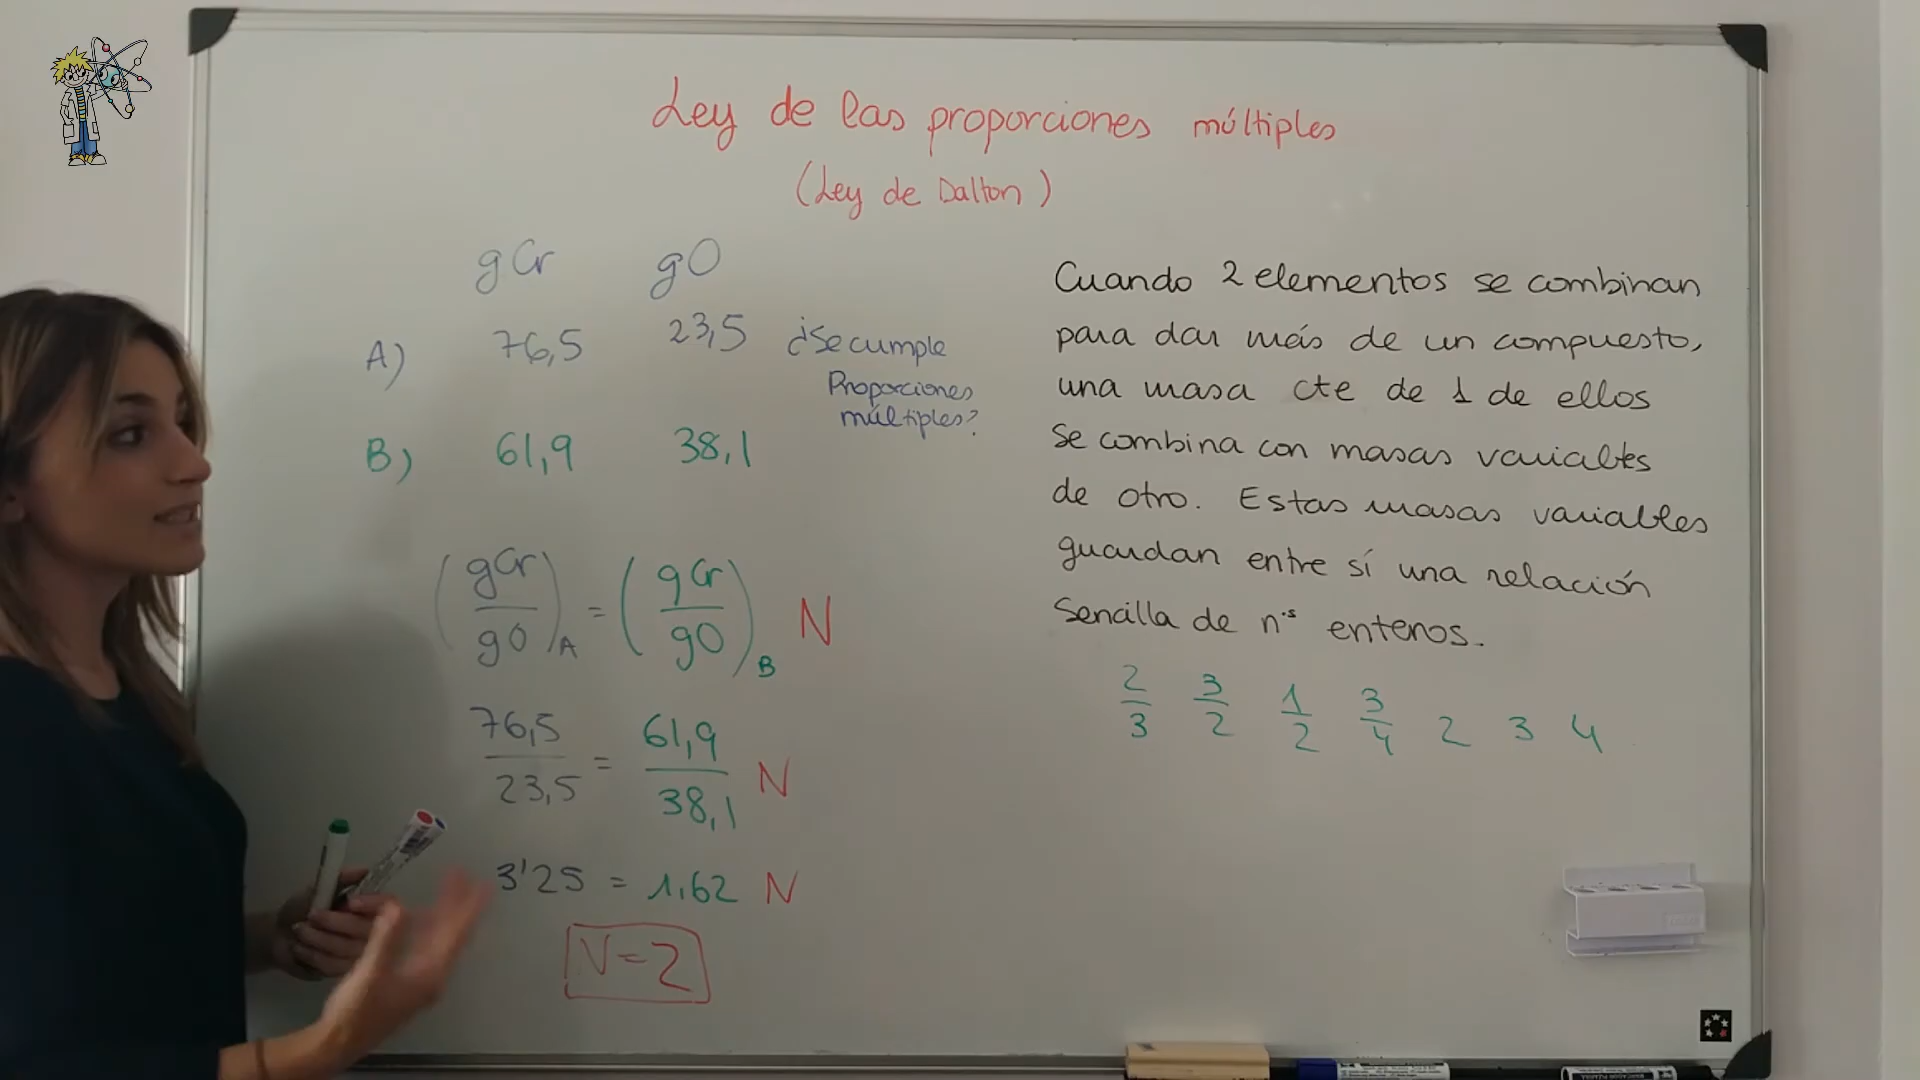 Ley de las proporciones múltiples
(Ley de Dalton)
gCr gO
A) 76,5 23,5 ¿Se cumple
Proporciones
múltiples?
B) 61,9 38,1
(gCr/gO)A = (gCr/gO)B N
76,5/23,5 = 61,9/38,1 N
3'25 = 1,62 N
N=2
Cuando 2 elementos se combinan
para dar más de un compuesto,
una masa cte de 1 de ellos
se combina con masas variables
de otro. Estas masas variables
guardan entre sí una relación
sencilla de n.ºs enteros.
2/3 3/2 1/2 3/4 2 3 4